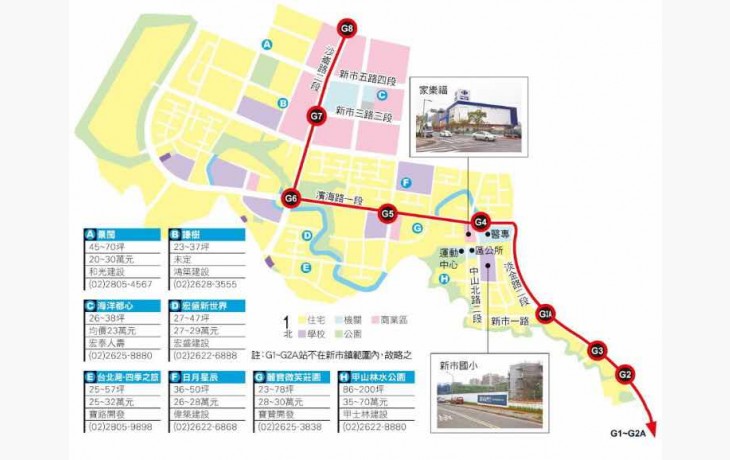 G8
沙崙路二段
A
新市五路四段
家樂福
B
C
新市三路三段
G7
F
G6
濱海路一段
G5
G
G4
醫專
D
運動
中心
區公所
E
H
中山北路二段
淡金路二段
新市一路
G3
G2
G1~G2A
北
住宅
機關
商業區
學校
公園
註:G1~G2A站不在新市鎮範圍內,故略之
新市國小
45~70坪
20~30萬元
和光建設
(02)2805-4567
23~37坪
未定
鴻築建設
(02)2628-3555
C 海洋都心
26~38坪
均價23萬元
宏泰人壽
(02)2625-8880
D 宏盛新世界
27~47坪
27~29萬元
宏盛建設
(02)2622-6888
E 台北灣-四季之旅
25~57坪
25~32萬元
寶路開發
(02)2805-9898
F 日月星辰
36~50坪
26~28萬元
偉築建設
(02)2622-6868
G 麗寶微笑莊園
23~78坪
28~30萬元
寶贊開發
(02)2625-3838
H 甲山林水公園
86~200坪
35~70萬元
甲士林建設
(02)2622-8880